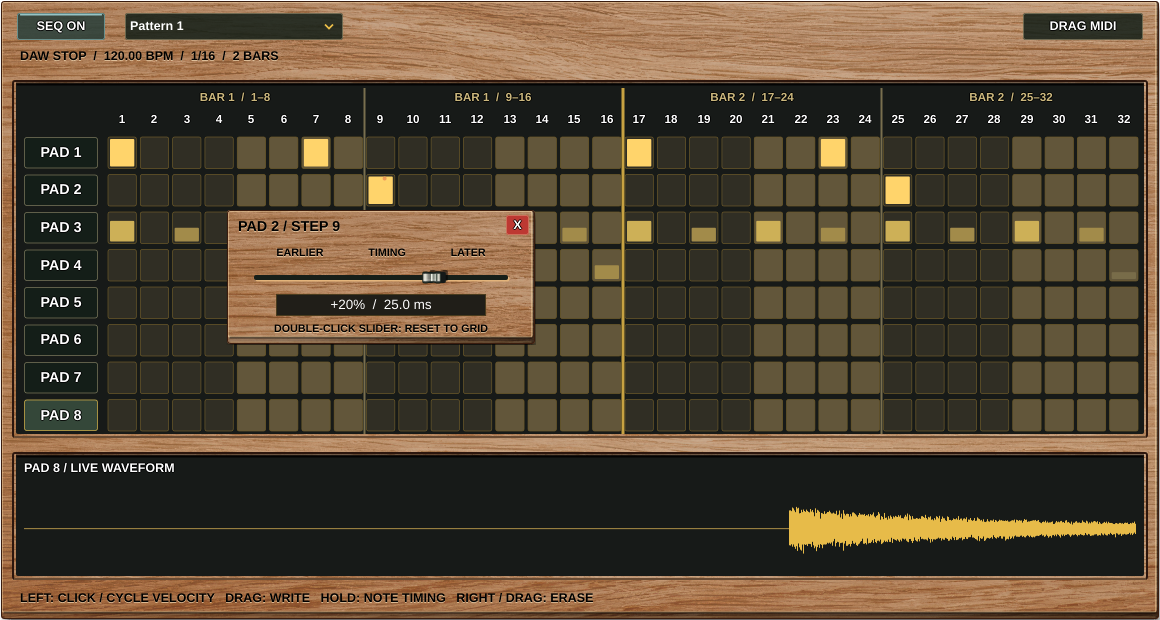 SEQ ON Pattern 1 DRAG MIDI
DAW STOP / 120.00 BPM / 1/16 / 2 BARS
BAR 1 / 1–8 BAR 1 / 9–16 BAR 2 / 17–24 BAR 2 / 25–32
1 2 3 4 5 6 7 8 9 10 11 12 13 14 15 16 17 18 19 20 21 22 23 24 25 26 27 28 29 30 31 32
PAD 1
PAD 2
PAD 3
PAD 4
PAD 5
PAD 6
PAD 7
PAD 8
PAD 2 / STEP 9 X
EARLIER TIMING LATER
+20% / 25.0 ms
DOUBLE-CLICK SLIDER: RESET TO GRID
PAD 8 / LIVE WAVEFORM
LEFT: CLICK / CYCLE VELOCITY DRAG: WRITE HOLD: NOTE TIMING RIGHT / DRAG: ERASE